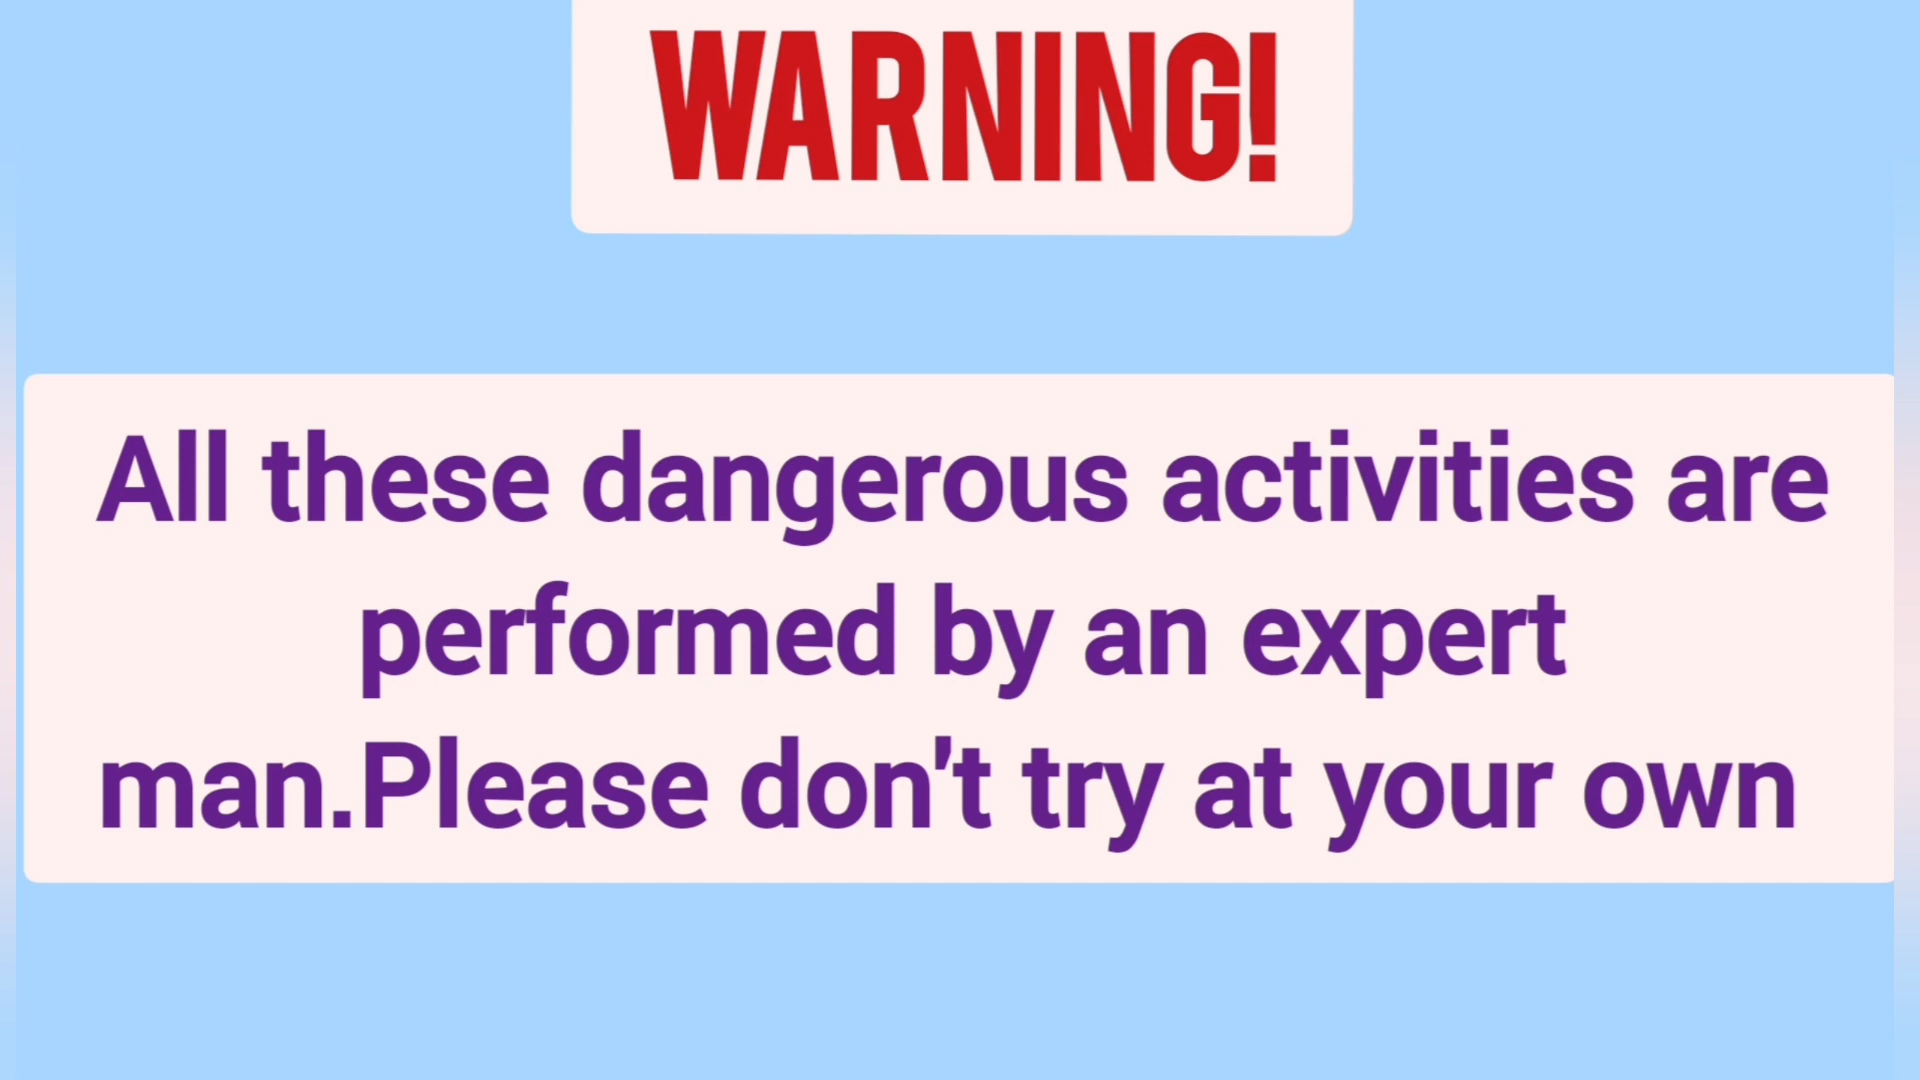 WARNING!
All these dangerous activities are
performed by an expert
man.Please don't try at your own